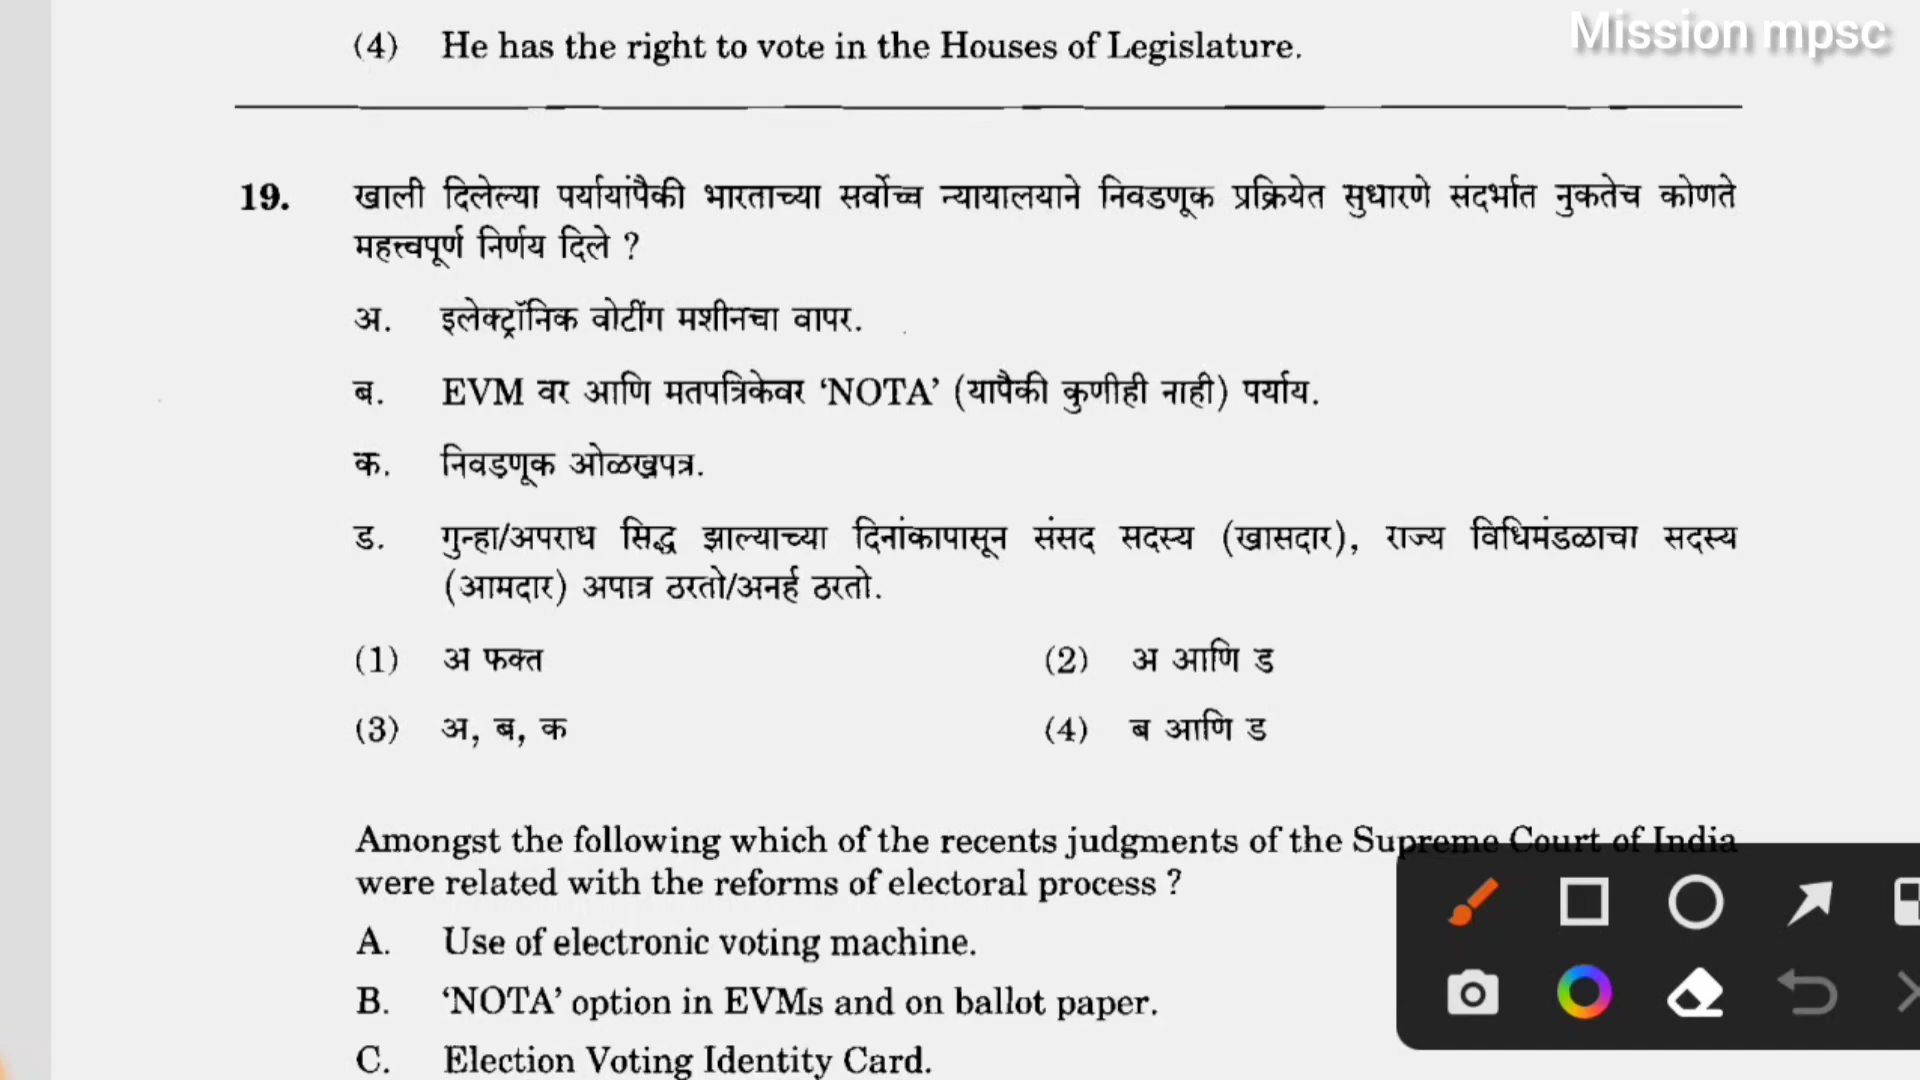 (4) He has the right to vote in the Houses of Legislature.
Mission mpsc
19. खाली दिलेल्या पर्यायांपैकी भारताच्या सर्वोच्च न्यायालयाने निवडणूक प्रक्रियेत सुधारणे संदर्भात नुकतेच कोणते
महत्त्वपूर्ण निर्णय दिले ?
अ. इलेक्ट्रॉनिक वोटींग मशीनचा वापर.
ब. EVM वर आणि मतपत्रिकेवर ‘NOTA’ (यापैकी कुणीही नाही) पर्याय.
क. निवडणूक ओळखपत्र.
ड. गुन्हा/अपराध सिद्ध झाल्याच्या दिनांकापासून संसद सदस्य (खासदार), राज्य विधिमंडळाचा सदस्य
(आमदार) अपात्र ठरतो/अनर्ह ठरतो.
(1) अ फक्त (2) अ आणि ड
(3) अ, ब, क (4) ब आणि ड
Amongst the following which of the recents judgments of the Supreme Court of India
were related with the reforms of electoral process ?
A. Use of electronic voting machine.
B. ‘NOTA’ option in EVMs and on ballot paper.
C. Election Voting Identity Card.